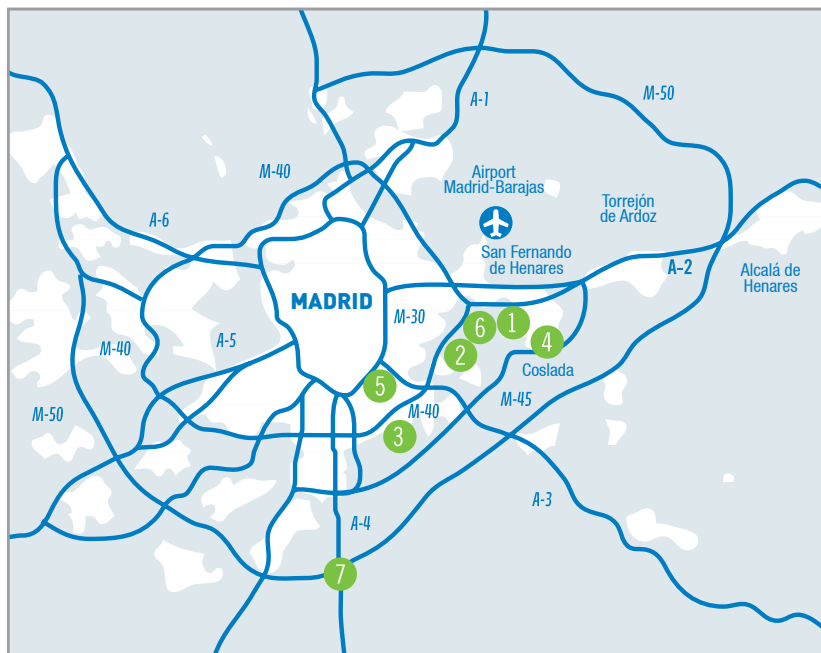 M-50
A-1
M-40
Airport
Madrid-Barajas
Torrejón
de Ardoz
A-6
San Fernando
de Henares
A-2
Alcalá de
Henares
MADRID
M-30
6
1
4
2
A-5
M-40
Coslada
5
M-45
M-50
M-40
3
A-3
A-4
7